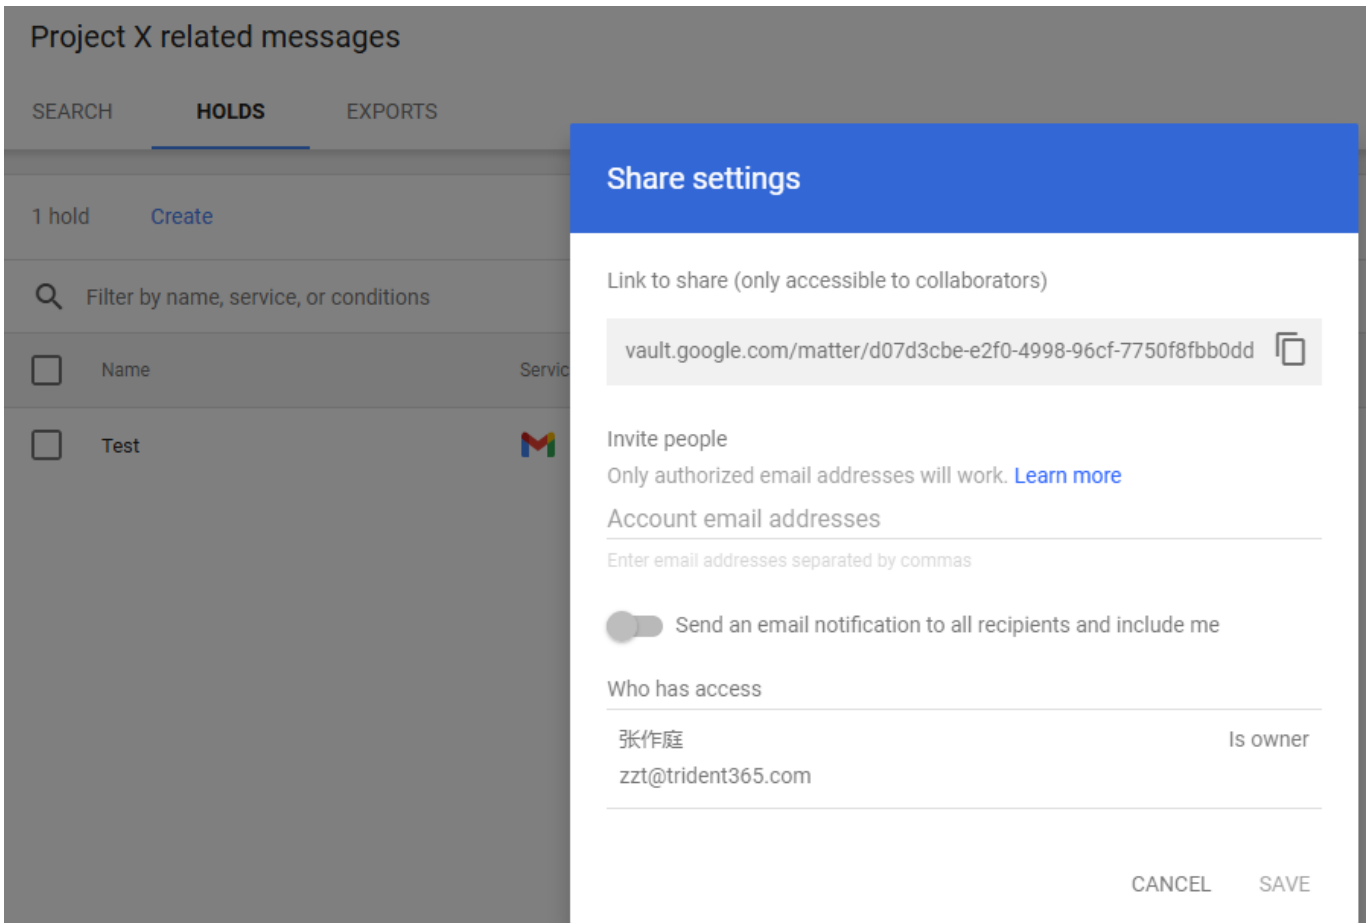 Project X related messages
SEARCH HOLDS EXPORTS
1 hold Create
Filter by name, service, or conditions
Name Servic
Test
Share settings
Link to share (only accessible to collaborators)
vault.google.com/matter/d07d3cbe-e2f0-4998-96cf-7750f8fbb0dd
Invite people
Only authorized email addresses will work. Learn more
Account email addresses
Enter email addresses separated by commas
Send an email notification to all recipients and include me
Who has access
张作庭 Is owner
zzt@trident365.com
CANCEL SAVE